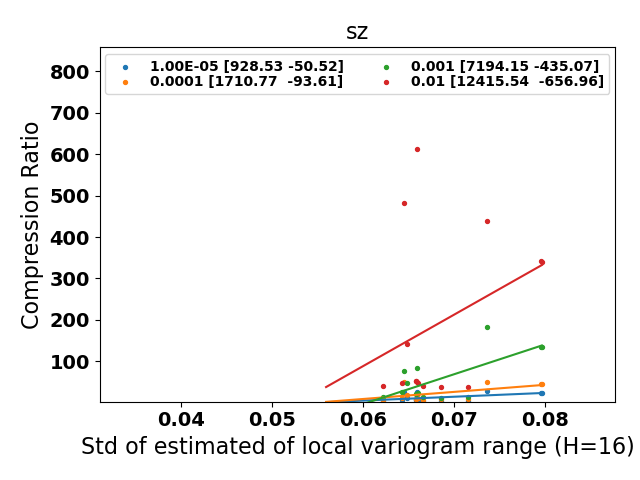 sz
1.00E-05 [928.53 -50.52]
0.0001 [1710.77  -93.61]
0.001 [7194.15 -435.07]
0.01 [12415.54  -656.96]
Compression Ratio
800
700
600
500
400
300
200
100
0.04 0.05 0.06 0.07 0.08
Std of estimated of local variogram range (H=16)